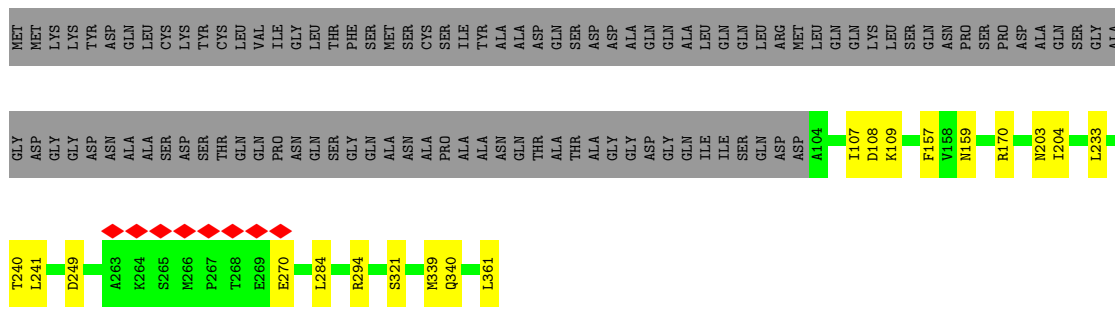 MET MET LYS LYS TYR ASP GLN LEU CYS LYS TYR CYS LEU VAL ILE GLY LEU THR PHE SER MET SER CYS SER ILE TYR ALA ALA ASP GLN SER ASP ASP ALA GLN GLN ALA LEU GLN GLN LEU ARG MET LEU GLN GLN LYS LEU SER GLN ASN PRO SER PRO ASP ALA GLN SER GLY ALA
GLY ASP GLY GLY ASP ASN ALA ALA SER ASP SER THR GLN GLN PRO ASN GLN SER GLY GLN ALA ASN ALA PRO ALA ALA ASN GLN THR ALA THR ALA GLY GLY ASP GLY GLN ILE ILE SER GLN ASP ASP A104 I107 D108 K109 F157 V158 N159 R170 N203 I204 L233
T240 L241 D249 A263 K264 S265 M266 P267 T268 E269 E270 L284 R294 S321 M339 Q340 L361